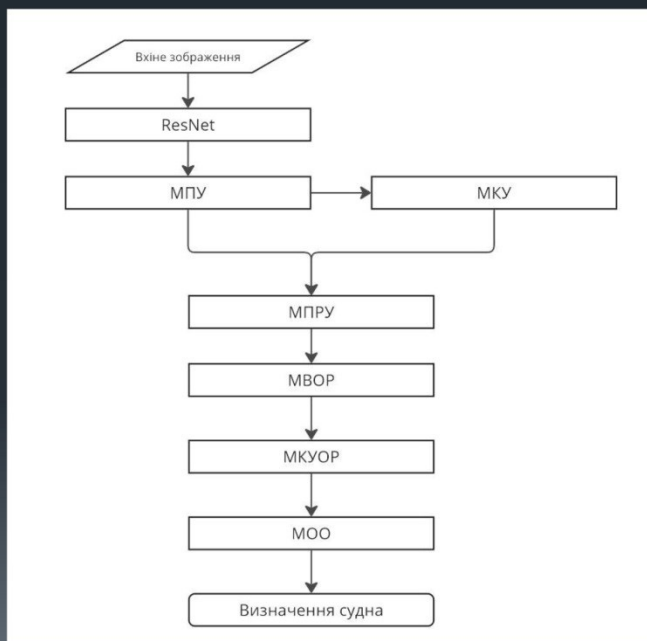 Вхіне зображення
ResNet
МПУ
МКУ
МПРУ
МВОР
МКУОР
МОО
Визначення судна